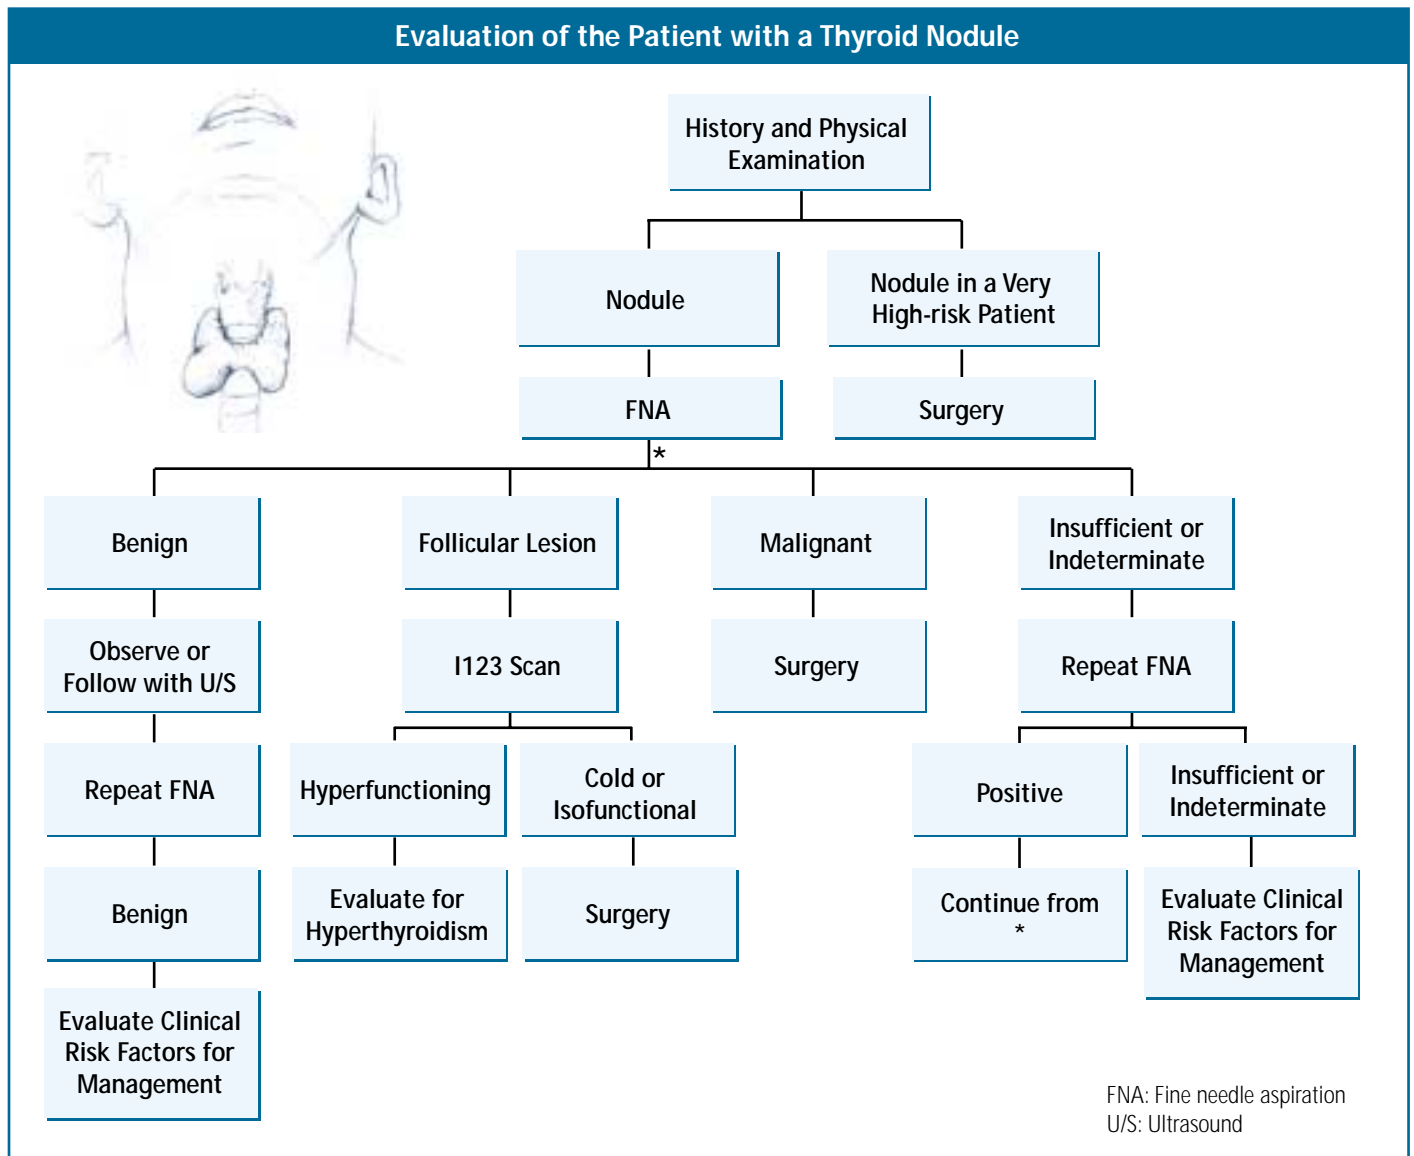 Evaluation of the Patient with a Thyroid Nodule
History and Physical
Examination
Nodule
Nodule in a Very
High-risk Patient
FNA
Surgery
*
Benign
Follicular Lesion
Malignant
Insufficient or
Indeterminate
Observe or
Follow with U/S
I123 Scan
Surgery
Repeat FNA
Repeat FNA
Hyperfunctioning
Cold or
Isofunctional
Positive
Insufficient or
Indeterminate
Benign
Evaluate for
Hyperthyroidism
Surgery
Continue from
*
Evaluate Clinical
Risk Factors for
Management
Evaluate Clinical
Risk Factors for
Management
FNA: Fine needle aspiration
U/S: Ultrasound